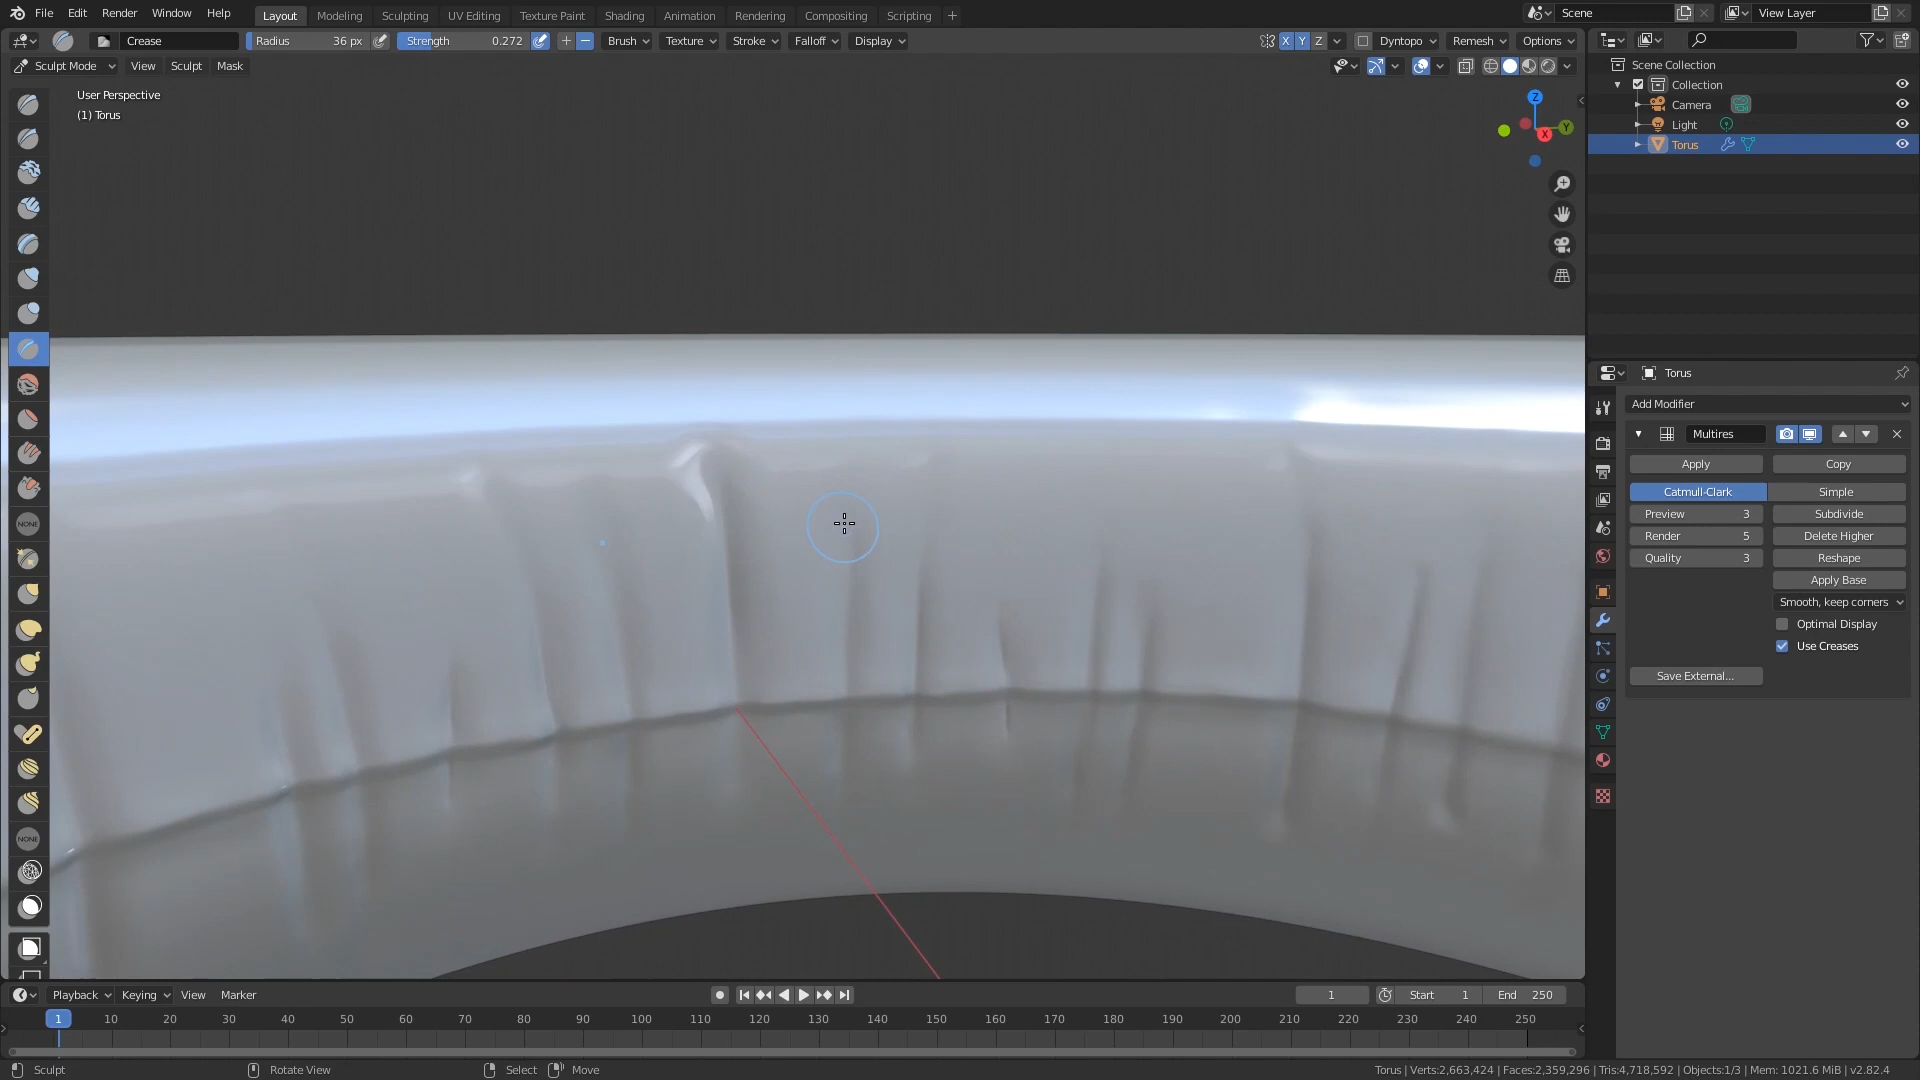 File Edit Render Window Help Layout Modeling Sculpting UV Editing Texture Paint Shading Animation Rendering Compositing Scripting + Scene View Layer
Crease Radius 36 px Strength 0.272 Brush Texture Stroke Falloff Display X Y Z Dyntopo Remesh Options
Sculpt Mode View Sculpt Mask
User Perspective
(1) Torus
Z
Y
X
NONE
NONE
Scene Collection
Collection
Camera
Light
Torus
Torus
Add Modifier
Multires
Apply Copy
Catmull-Clark Simple
Preview 3 Subdivide
Render 5 Delete Higher
Quality 3 Reshape
Apply Base
Smooth, keep corners
Optimal Display
Use Creases
Save External...
Playback Keying View Marker 1 Start 1 End 250
1 10 20 30 40 50 60 70 80 90 100 110 120 130 140 150 160 170 180 190 200 210 220 230 240 250
Sculpt Rotate View Select Move Torus | Verts:2,663,424 | Faces:2,359,296 | Tris:4,718,592 | Objects:1/3 | Mem: 1021.6 MiB | v2.82.4